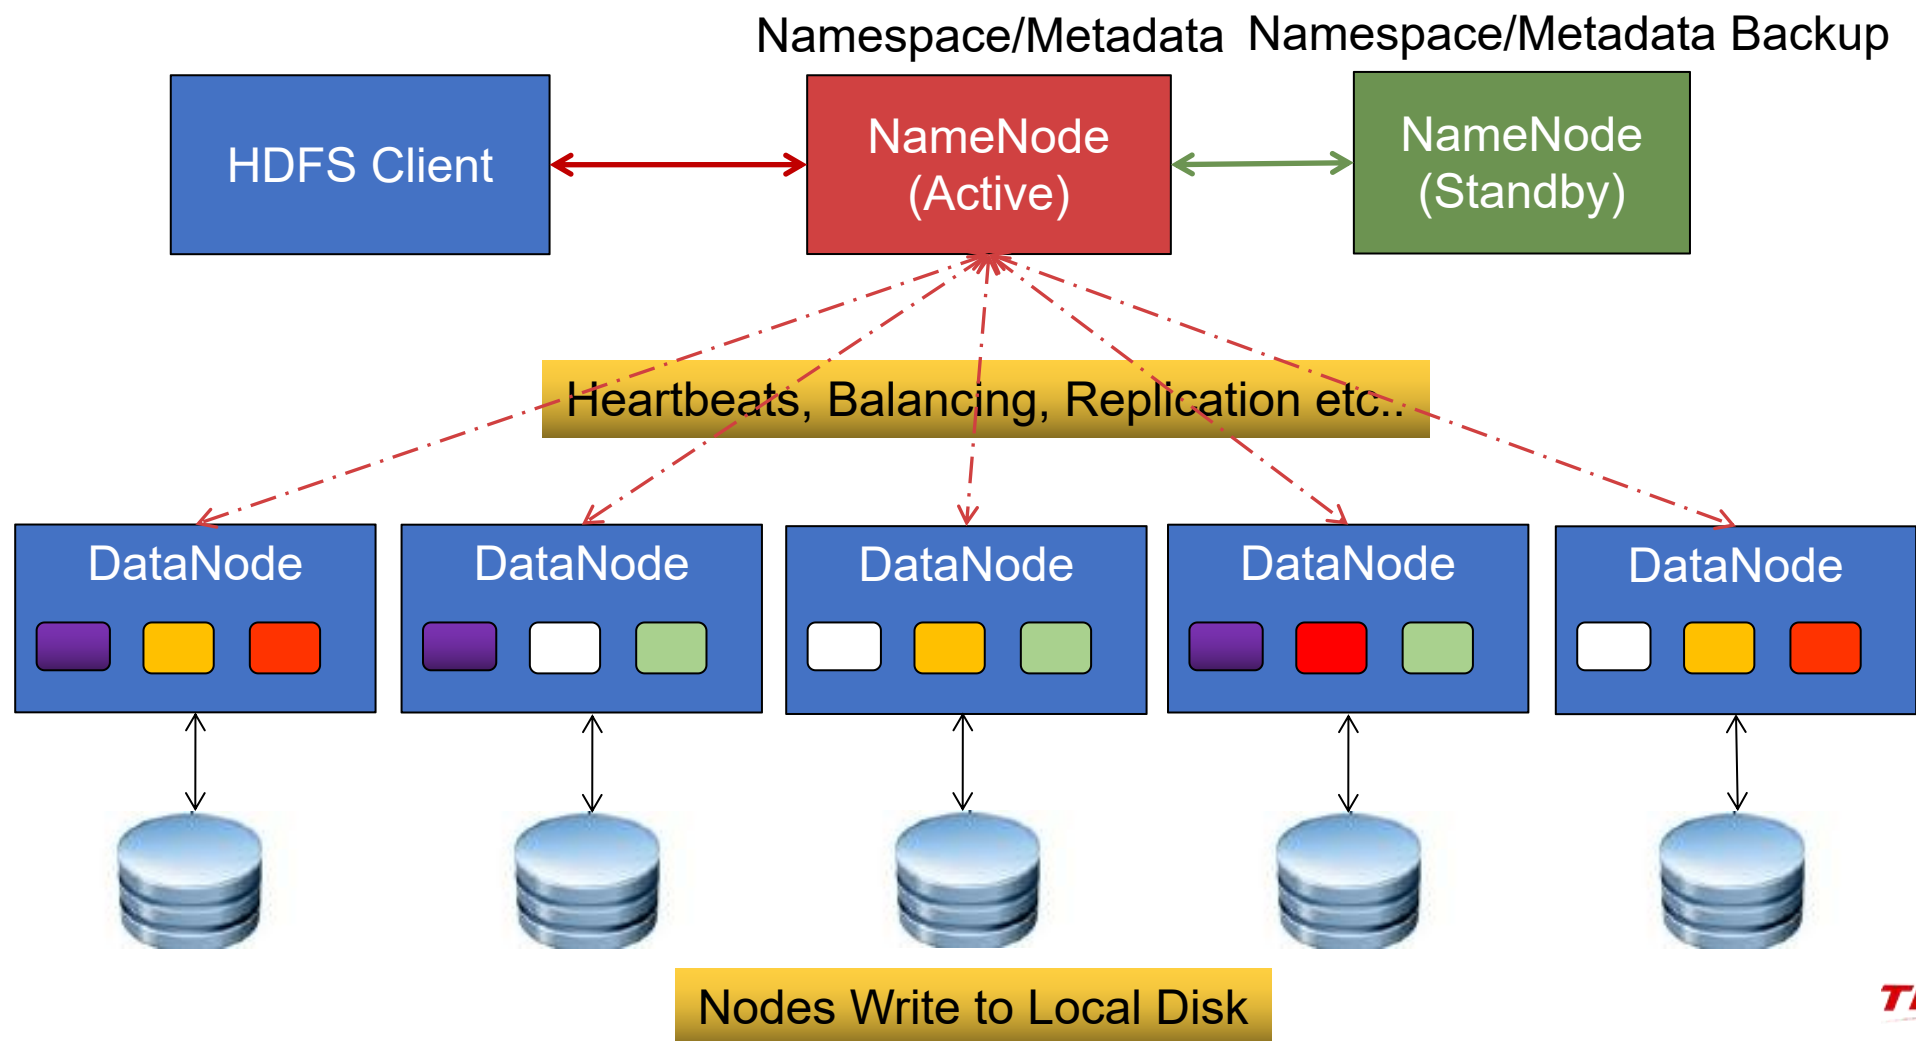 Namespace/Metadata
Namespace/Metadata Backup
HDFS Client
NameNode
(Active)
NameNode
(Standby)
Heartbeats, Balancing, Replication etc..
DataNode
DataNode
DataNode
DataNode
DataNode
Nodes Write to Local Disk